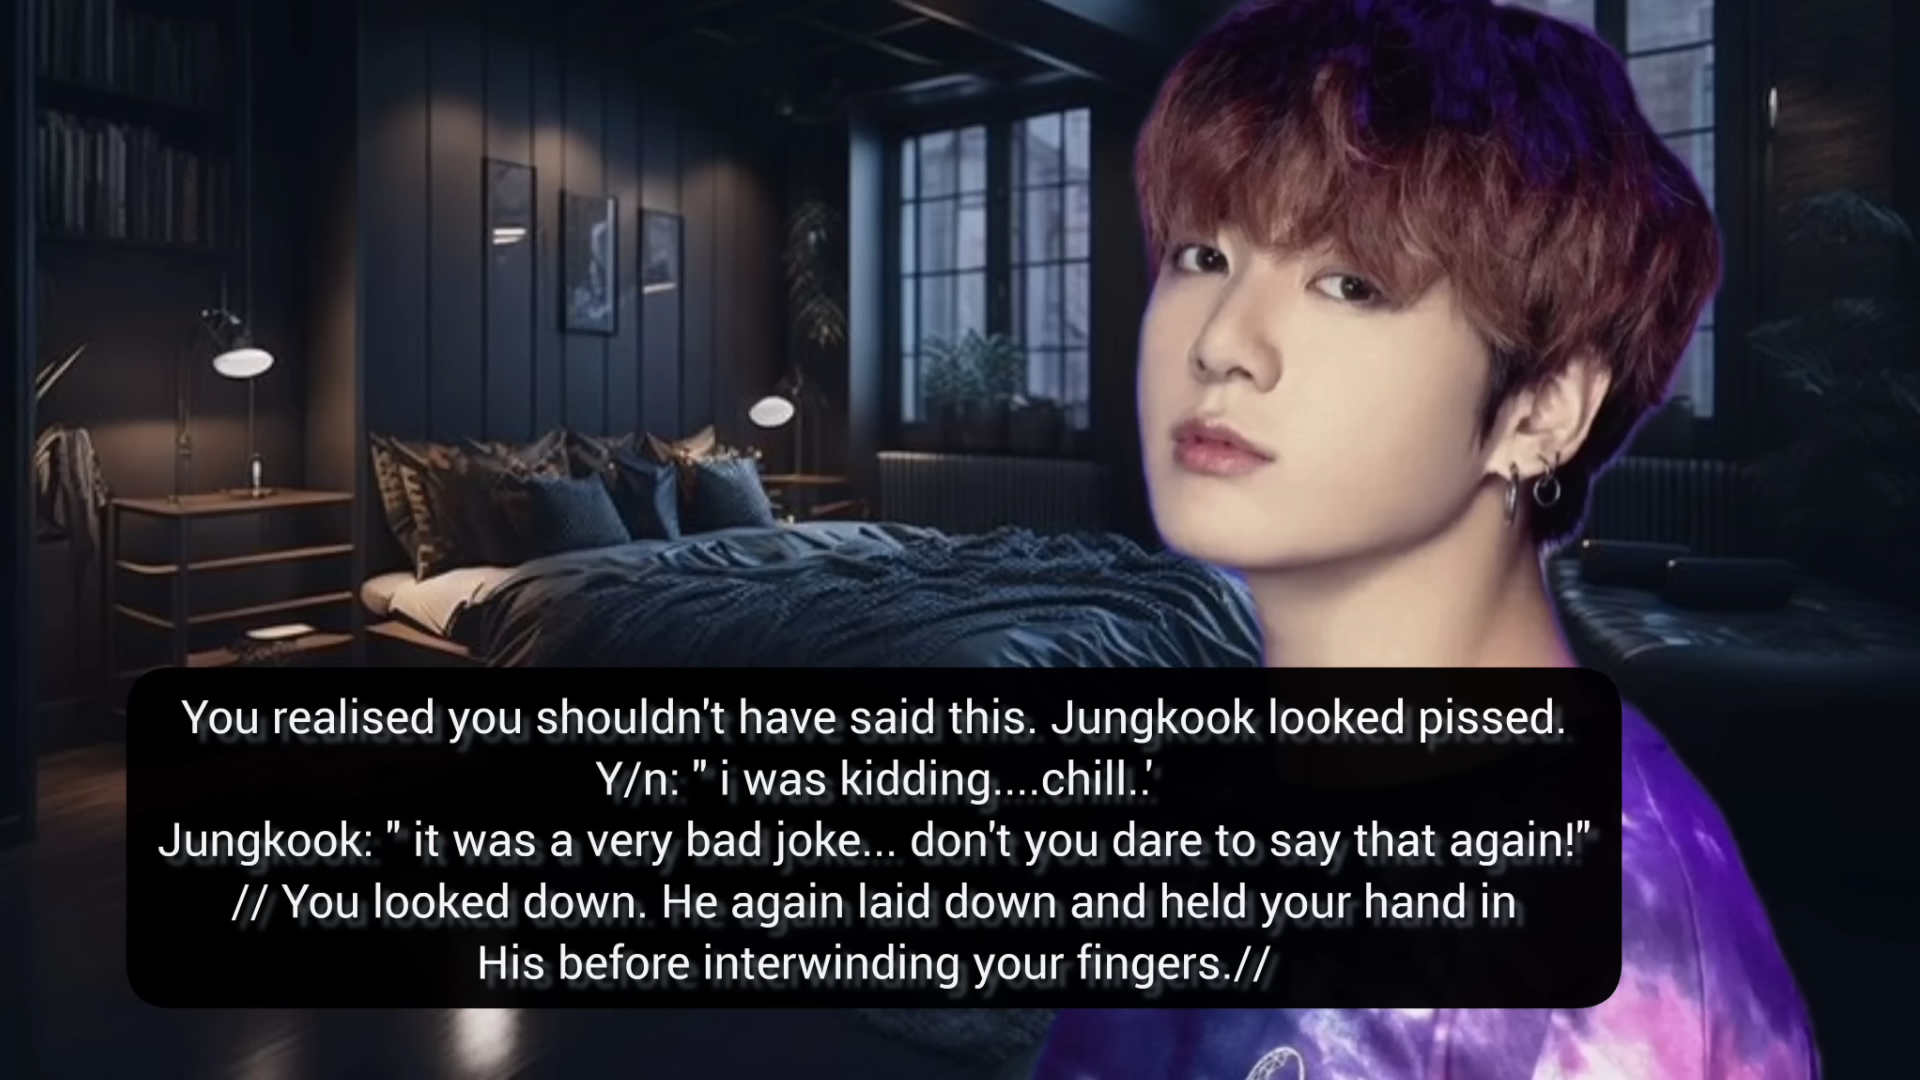 You realised you shouldn't have said this. Jungkook looked pissed.
Y/n: " i was kidding....chill..'
Jungkook: " it was a very bad joke... don't you dare to say that again!"
// You looked down. He again laid down and held your hand in
His before interwinding your fingers.//